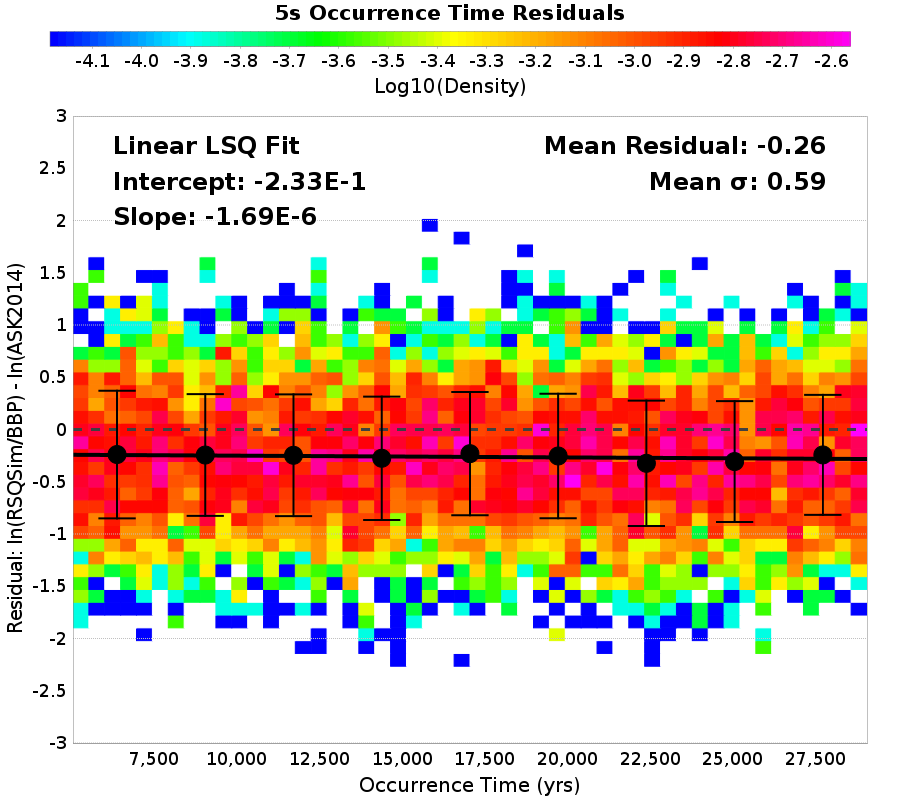 5s Occurrence Time Residuals
-4.1 -4.0 -3.9 -3.8 -3.7 -3.6 -3.5 -3.4 -3.3 -3.2 -3.1 -3.0 -2.9 -2.8 -2.7 -2.6
Log10(Density)
Linear LSQ Fit
Intercept: -2.33E-1
Slope: -1.69E-6
Mean Residual: -0.26
Mean σ: 0.59
3
2.5
2
1.5
1
0.5
0
-0.5
-1
-1.5
-2
-2.5
-3
Residual: ln(RSQSim/BBP) - ln(ASK2014)
7,500 10,000 12,500 15,000 17,500 20,000 22,500 25,000 27,500
Occurrence Time (yrs)